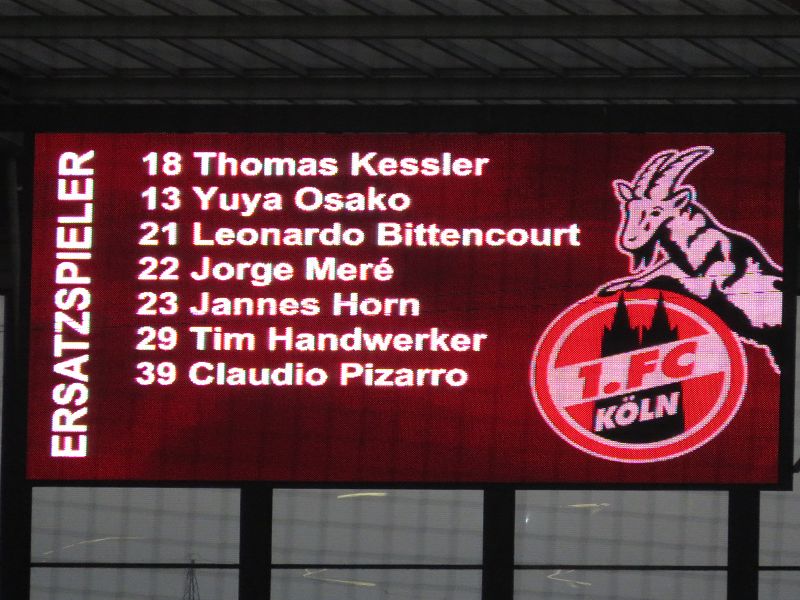 ERSATZSPIELER
18 Thomas Kessler
13 Yuya Osako
21 Leonardo Bittencourt
22 Jorge Meré
23 Jannes Horn
29 Tim Handwerker
39 Claudio Pizarro
1. FC
KÖLN